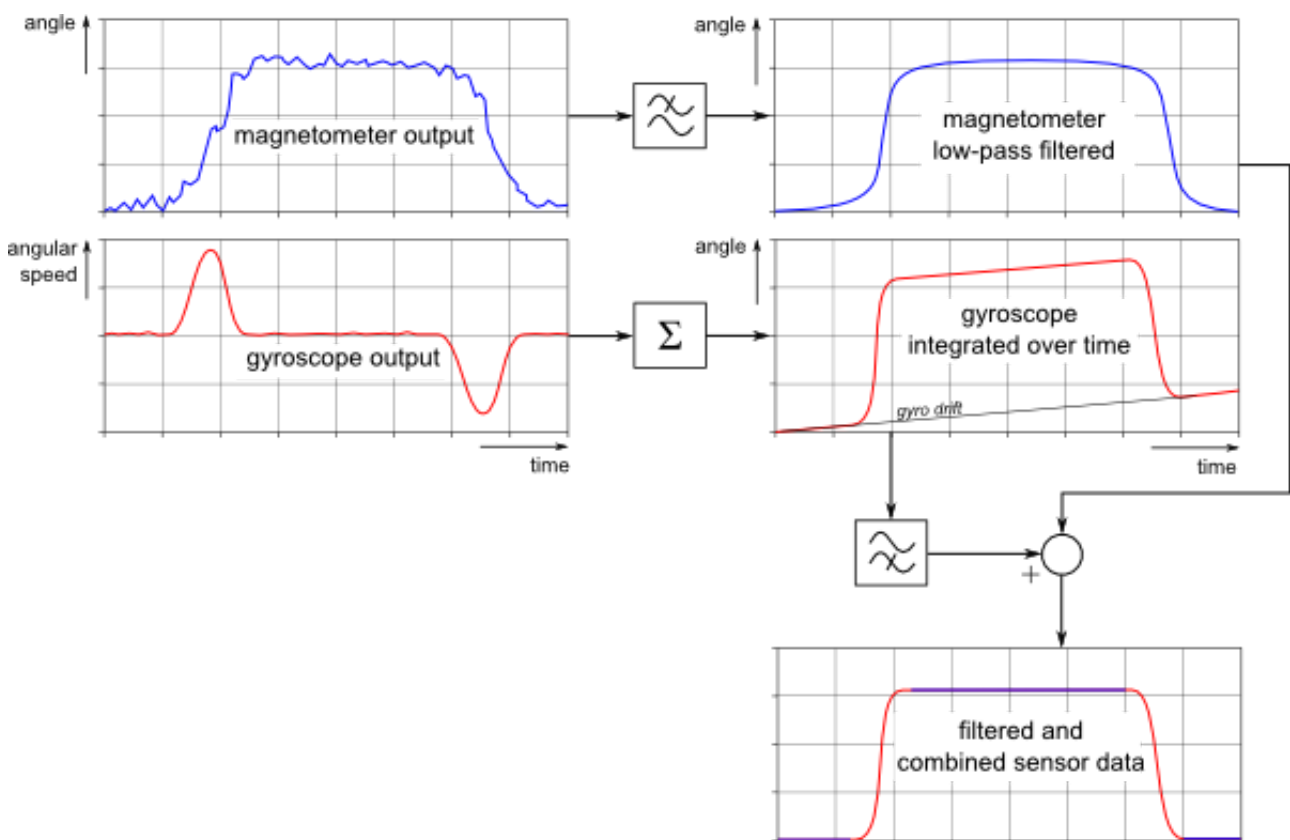 angle
magnetometer output
angle
magnetometer
low-pass filtered
angular
speed
gyroscope output
time
Σ
angle
gyroscope
integrated over time
gyro drift
time
+
filtered and
combined sensor data